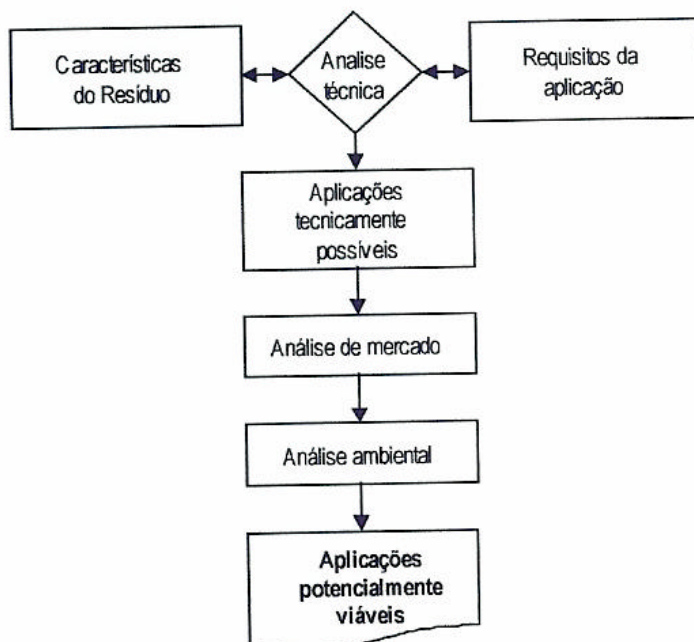 Características
do Resíduo
Analise
técnica
Requisitos da
aplicação
Aplicações
tecnicamente
possíveis
Análise de mercado
Análise ambiental
Aplicações
potencialmente
viáveis